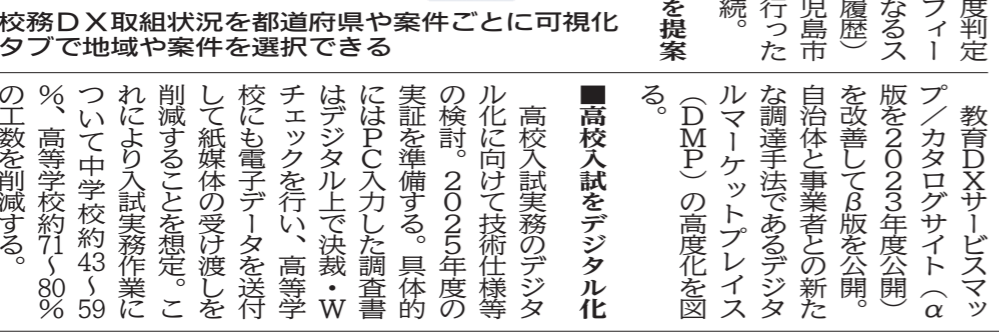 校務DX取組状況を都道府県や案件ごとに可視化
タブで地域や案件を選択できる
度判定
フィー
なるス
履歴）
児島市
行った
続。
を提案
教育DXサービスマッ
プ／カタログサイト（α
版を2023年度公開）
を改善してβ版を公開。
自治体と事業者との新た
な調達手法であるデジタ
ルマーケットプレイス
（DMP）の高度化を図
る。
■高校入試をデジタル化
高校入試実務のデジタ
ル化に向けて技術仕様等
の検討。2025年度の
実証を準備する。具体的
にはPC入力した調査書
はデジタル上で決裁・W
チェックを行い、高等学
校にも電子データを送付
して紙媒体の受け渡しを
削減することを想定。こ
れにより入試実務作業に
ついて中学校約43～59
％、高等学校約71～80％
の工数を削減する。